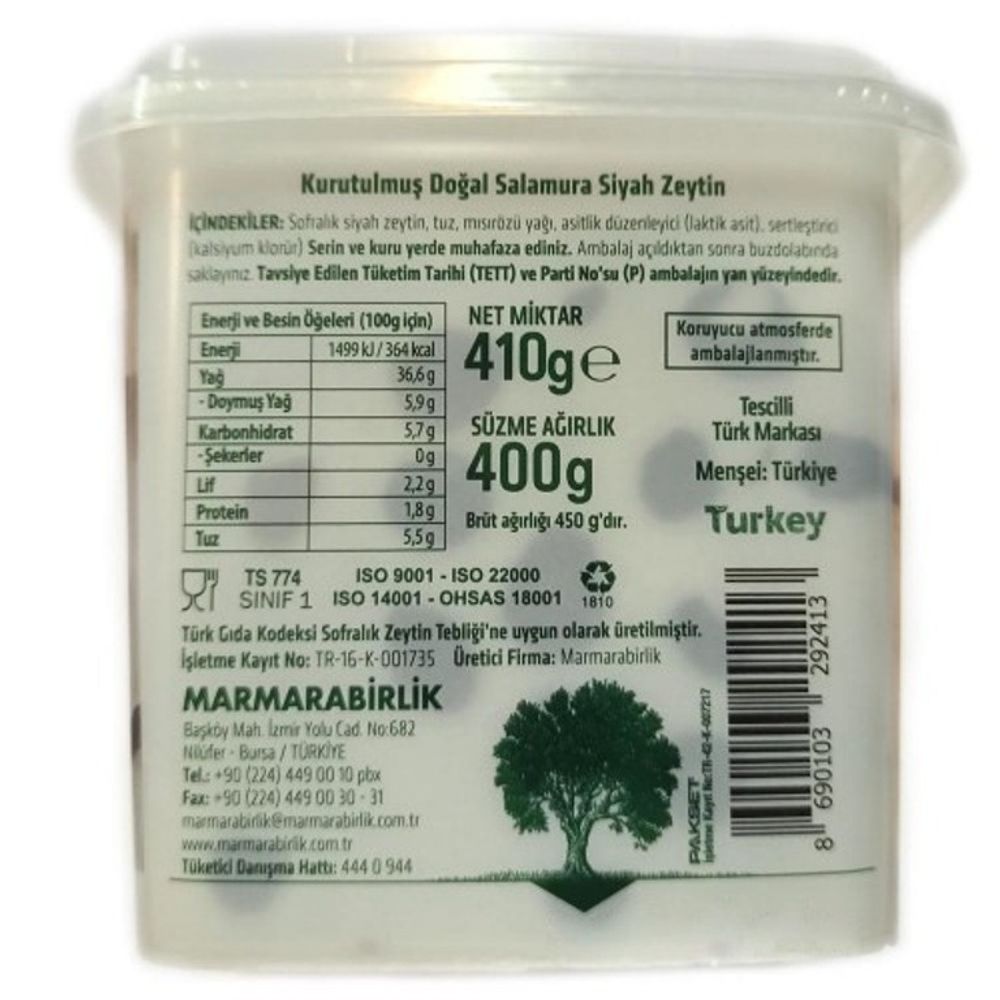 Kurutulmuş Doğal Salamura Siyah Zeytin
İÇİNDEKİLER: Sofralık siyah zeytin, tuz, mısırözü yağı, asitlik düzenleyici (laktik asit), sertleştirici
(kalsiyum klorür) Serin ve kuru yerde muhafaza ediniz. Ambalaj açıldıktan sonra buzdolabında
saklayınız. Tavsiye Edilen Tüketim Tarihi (TETT) ve Parti No'su (P) ambalajın yan yüzeyindedir.
Enerji ve Besin Öğeleri (100g için)
Enerji 1499 kJ / 364 kcal
Yağ 36,6 g
- Doymuş Yağ 5,9 g
Karbonhidrat 5,7 g
- Şekerler 0 g
Lif 2,2 g
Protein 1,8 g
Tuz 5,5 g
NET MİKTAR
410g e
SÜZME AĞIRLIK
400g
Brüt ağırlığı 450 g'dır.
Koruyucu atmosferde
ambalajlanmıştır.
Tescilli
Türk Markası
Menşei: Türkiye
Turkey
TS 774 ISO 9001 - ISO 22000
SINIF 1 ISO 14001 - OHSAS 18001 1810
Türk Gıda Kodeksi Sofralık Zeytin Tebliği'ne uygun olarak üretilmiştir.
İşletme Kayıt No: TR-16-K-001735 Üretici Firma: Marmarabirlik
MARMARABİRLİK
Başköy Mah. İzmir Yolu Cad. No:682
Nilüfer - Bursa / TÜRKİYE
Tel.: +90 (224) 449 00 10 pbx
Fax: +90 (224) 449 00 30 - 31
marmarabirlik@marmarabirlik.com.tr
www.marmarabirlik.com.tr
Tüketici Danışma Hattı: 444 0 944
PAKSET
İşletme Kayıt No:TR-42-K-007217
8 690103 292413